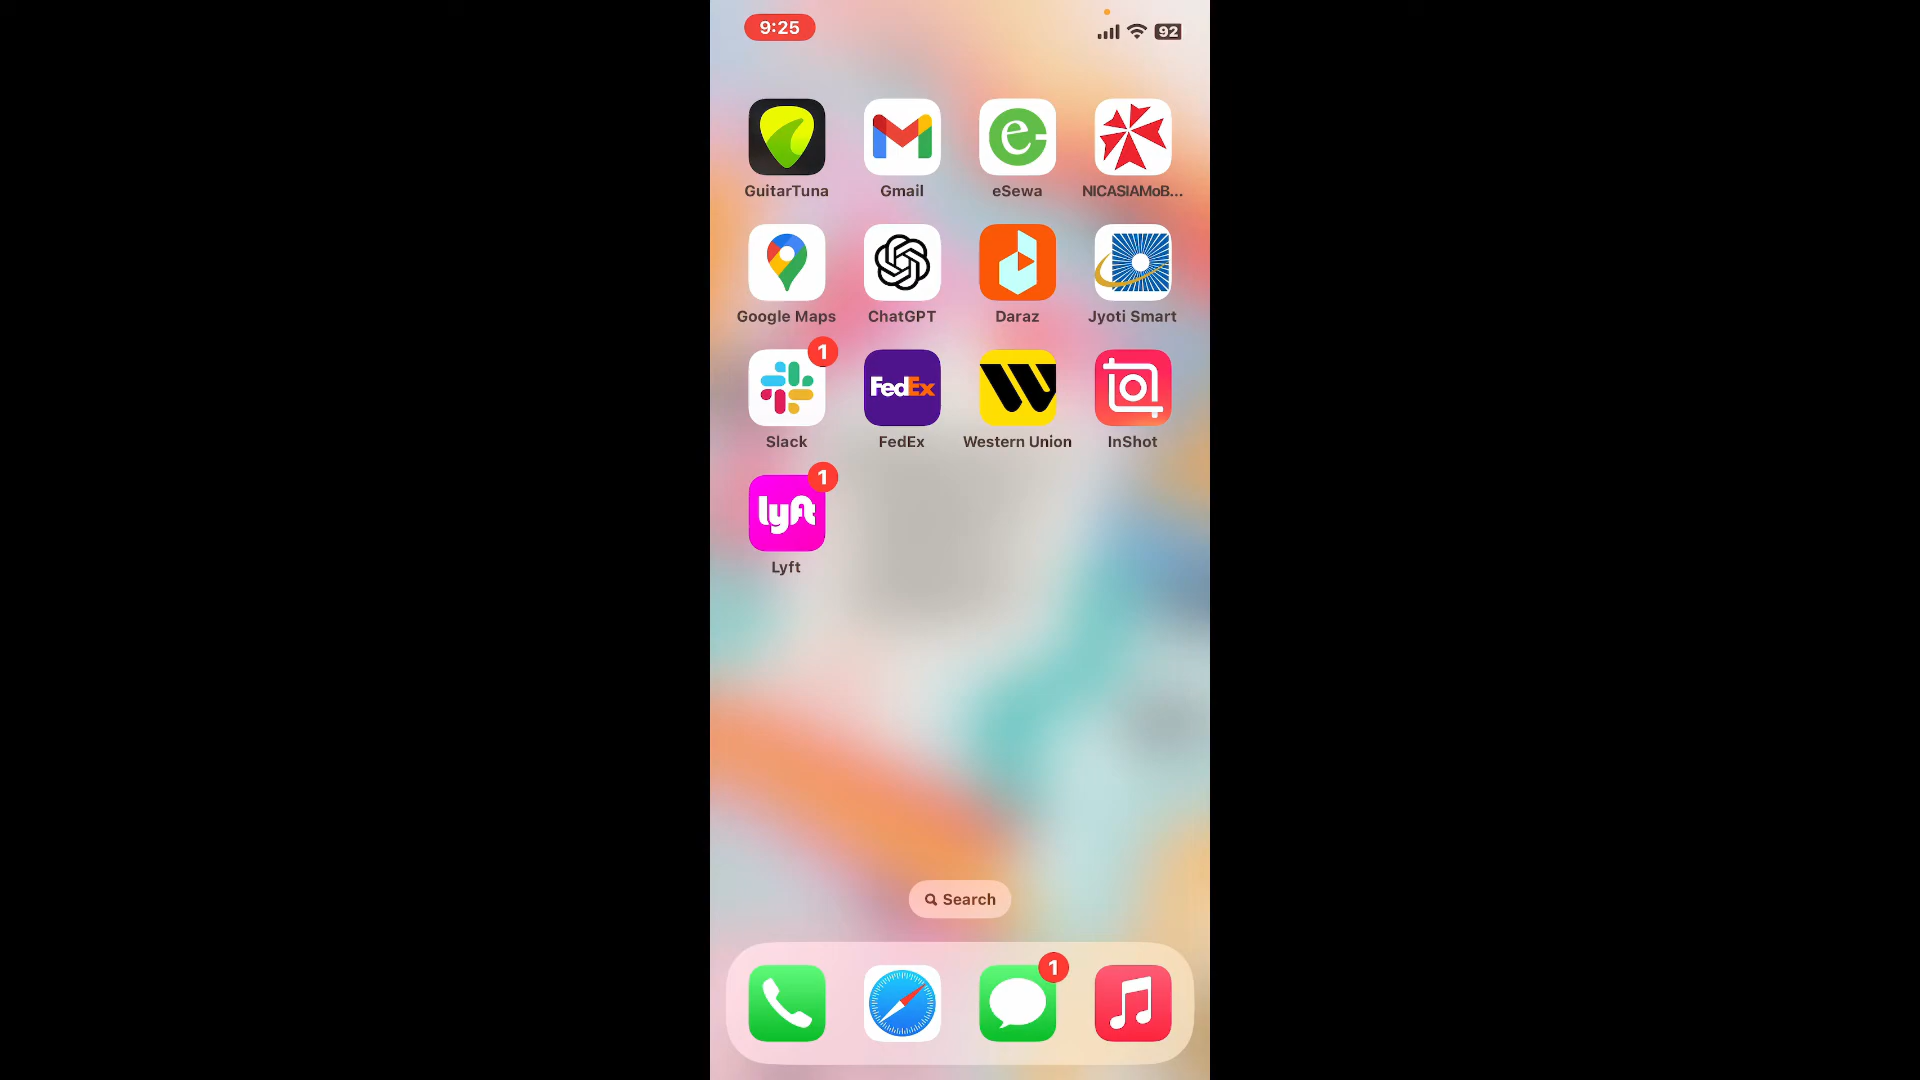 9:25
92
GuitarTuna
Gmail
eSewa
NICASIAMoB...
Google Maps
ChatGPT
Daraz
Jyoti Smart
1
FedEx
Slack
FedEx
Western Union
InShot
1
lyft
Lyft
Search
1